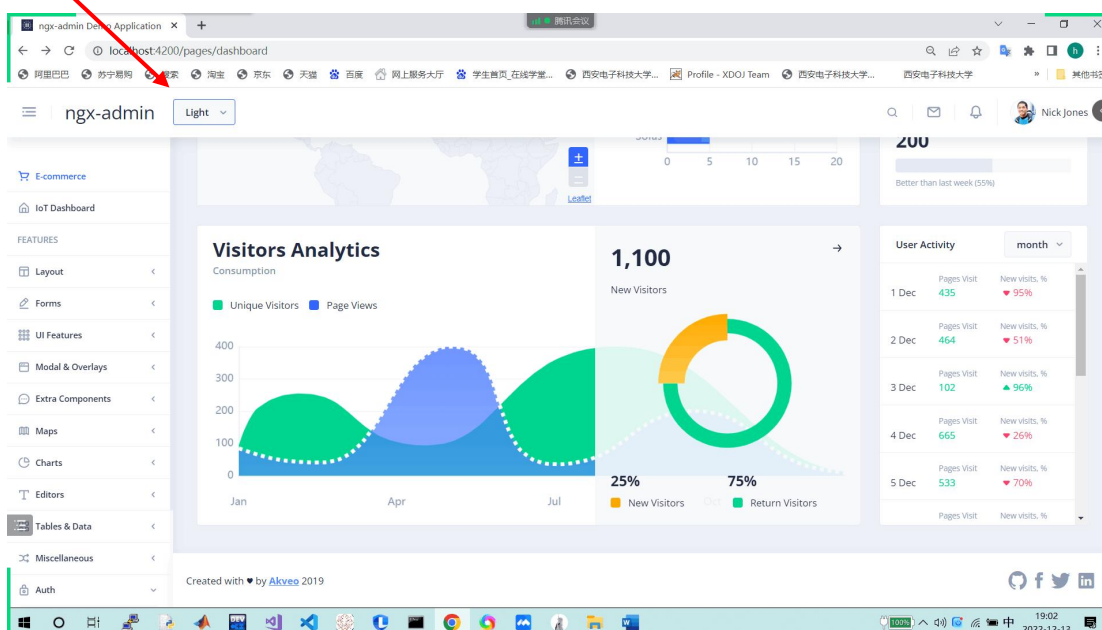 ngx-admin Demo Application
腾讯会议
localhost:4200/pages/dashboard
阿里巴巴 苏宁易购 搜索 淘宝 京东 天猫 百度 网上服务大厅 学生首页_在线学堂... 西安电子科技大学... Profile - XDOJ Team 西安电子科技大学... 西安电子科技大学 » 其他书签
ngx-admin Light Nick Jones
E-commerce
IoT Dashboard
FEATURES
Layout
Forms
UI Features
Modal & Overlays
Extra Components
Maps
Charts
Editors
Tables & Data
Miscellaneous
Auth
Leaflet
0 5 10 15 20
200
Better than last week (55%)
Visitors Analytics
Consumption
Unique Visitors Page Views
400
300
200
100
0
Jan Apr Jul Oct
1,100
New Visitors
25% 75%
New Visitors Return Visitors
User Activity month
Pages Visit New visits, %
1 Dec 435 95%
Pages Visit New visits, %
2 Dec 464 51%
Pages Visit New visits, %
3 Dec 102 96%
Pages Visit New visits, %
4 Dec 665 26%
Pages Visit New visits, %
5 Dec 533 70%
Pages Visit New visits, %
Created with ♥ by Akveo 2019
DEV
100% 中 19:02
2022-12-13